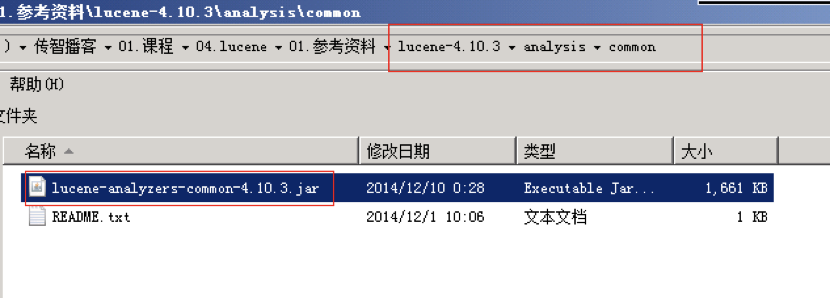 1.参考资料\lucene-4.10.3\analysis\common
) ▾ 传智播客 ▾ 01.课程 ▾ 04.lucene ▾ 01.参考资料 ▾ lucene-4.10.3 ▾ analysis ▾ common
帮助(H)
文件夹
名称 修改日期 类型 大小
lucene-analyzers-common-4.10.3.jar 2014/12/10 0:28 Executable Jar... 1,661 KB
README.txt 2014/12/1 10:06 文本文档 1 KB